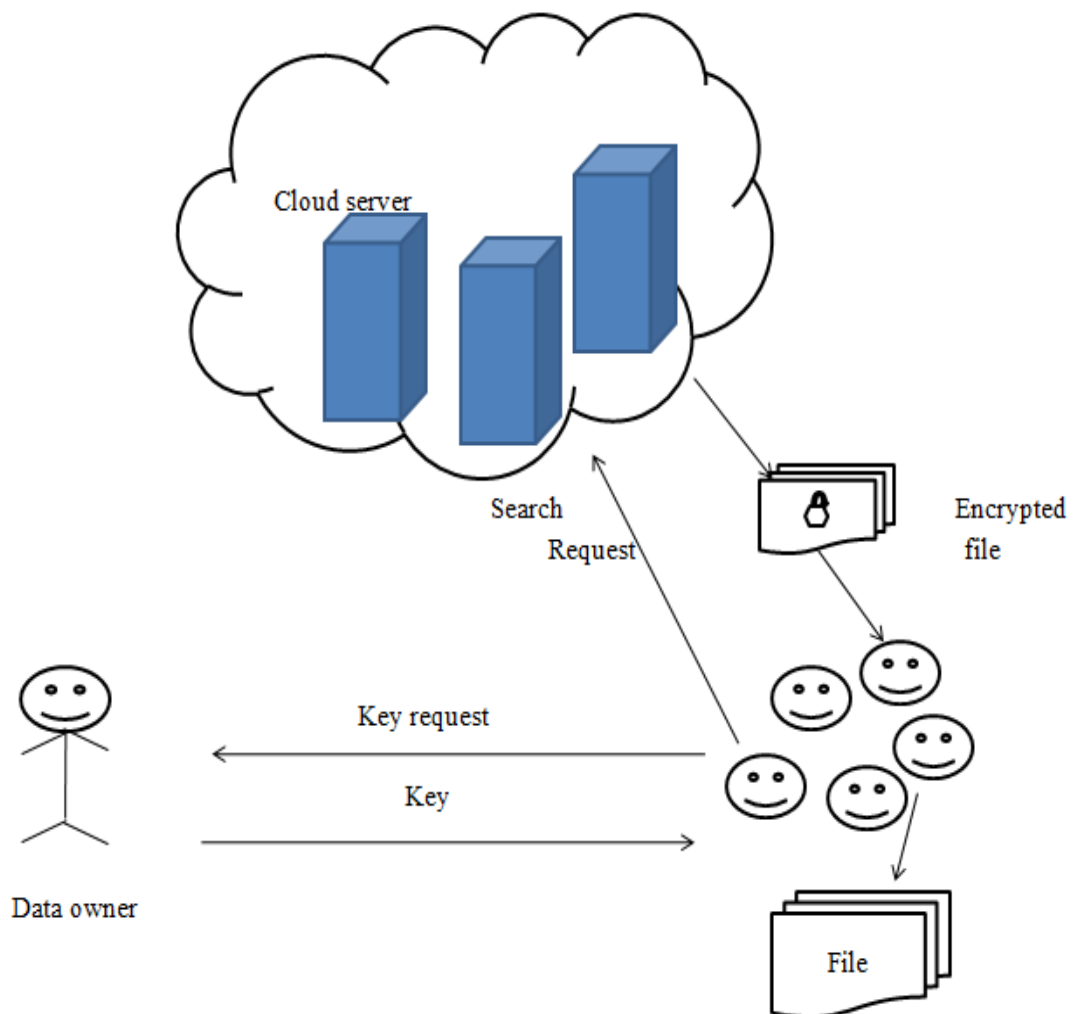 Cloud server
Search
Request
Encrypted
file
Key request
Key
Data owner
File